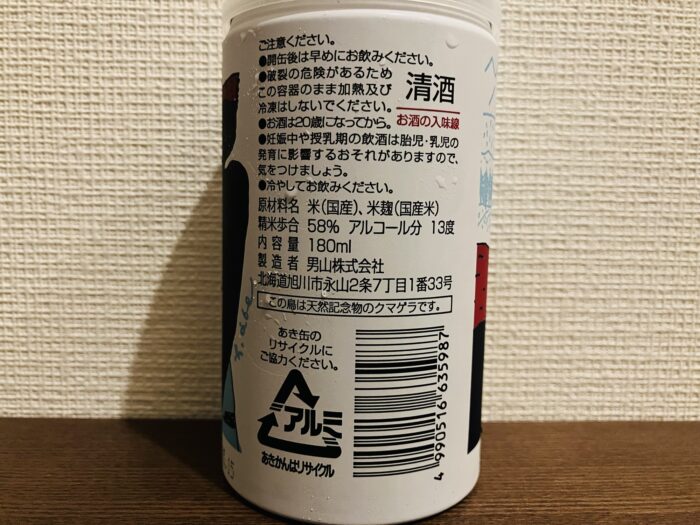 ご注意ください。
●開缶後は早めにお飲みください。
●破裂の危険があるため
この容器のまま加熱及び
冷凍はしないでください。
清酒
お酒の入味線
●お酒は20歳になってから。
●妊娠中や授乳期の飲酒は胎児・乳児の
発育に影響するおそれがありますので、
気をつけましょう。
●冷やしてお飲みください。
原材料名 米(国産)、米麹(国産米)
精米歩合 58% アルコール分 13度
内容量 180ml
製造者 男山株式会社
北海道旭川市永山2条7丁目1番33号
この鳥は天然記念物のクマゲラです。
あき缶の
リサイクルに
ご協力ください。
アルミ
あきかんはリサイクル
4 990516 635987